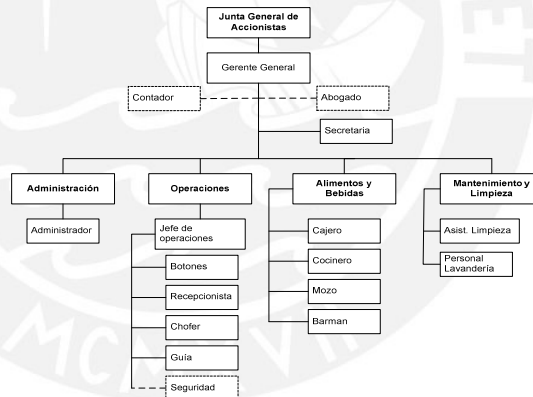 Junta General de
Accionistas
Gerente General
Contador
Abogado
Secretaria
Administración
Operaciones
Alimentos y
Bebidas
Mantenimiento y
Limpieza
Administrador
Jefe de
operaciones
Cajero
Asist. Limpieza
Botones
Cocinero
Personal
Lavandería
Recepcionista
Mozo
Chofer
Barman
Guía
Seguridad